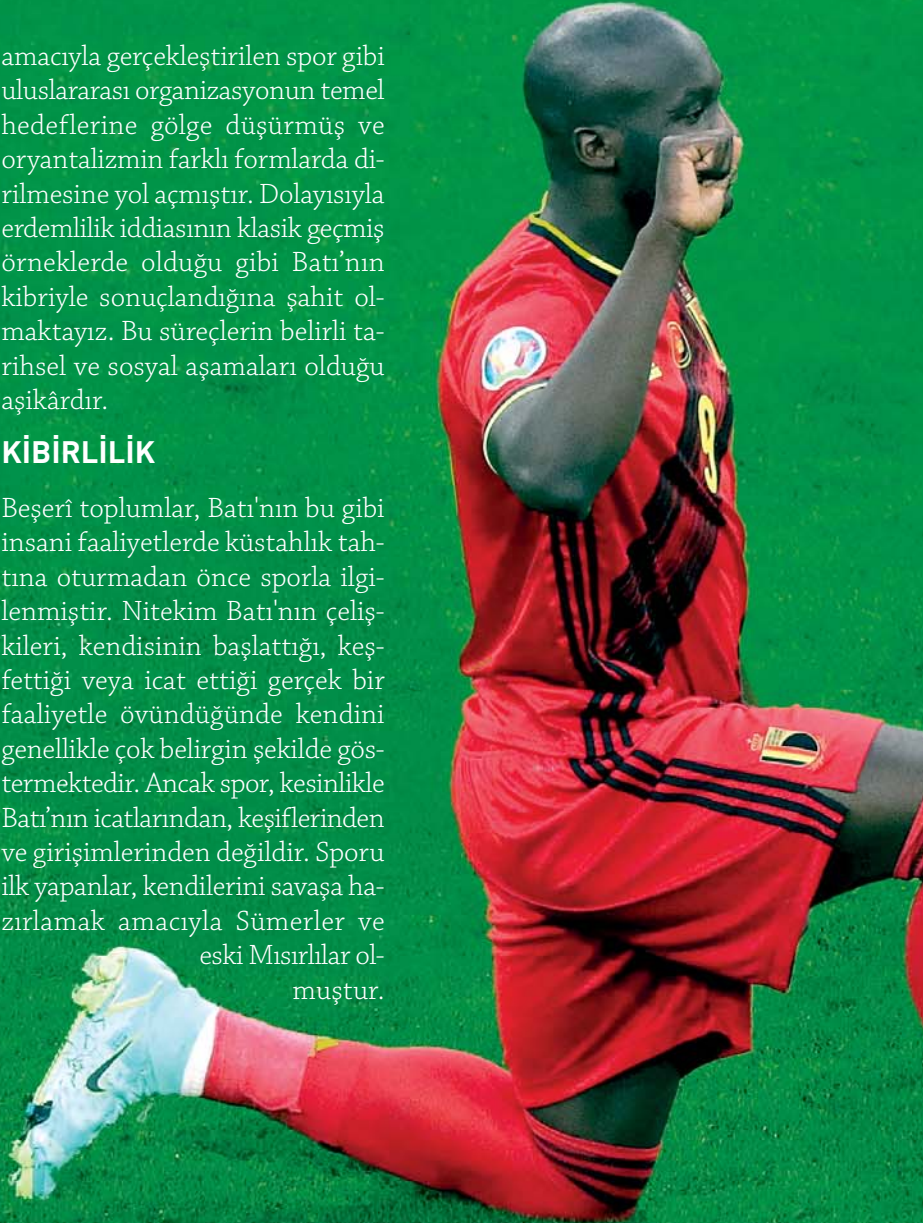 amacıyla gerçekleştirilen spor gibi
uluslararası organizasyonun temel
hedeflerine gölge düşürmüş ve
oryantalizmin farklı formlarda di-
rilmesine yol açmıştır. Dolayısıyla
erdemlilik iddiasının klasik geçmiş
örneklerde olduğu gibi Batı’nın
kibriyle sonuçlandığına şahit ol-
maktayız. Bu süreçlerin belirli ta-
rihsel ve sosyal aşamaları olduğu
aşikârdır.
KİBİRLİLİK
Beşerî toplumlar, Batı'nın bu gibi
insani faaliyetlerde küstahlık tah-
tına oturmadan önce sporla ilgi-
lenmiştir. Nitekim Batı'nın çeliş-
kileri, kendisinin başlattığı, keş-
fettiği veya icat ettiği gerçek bir
faaliyetle övündüğünde kendini
genellikle çok belirgin şekilde gös-
termektedir. Ancak spor, kesinlikle
Batı’nın icatlarından, keşiflerinden
ve girişimlerinden değildir. Sporu
ilk yapanlar, kendilerini savaşa ha-
zırlamak amacıyla Sümerler ve
eski Mısırlılar ol-
muştur.
9